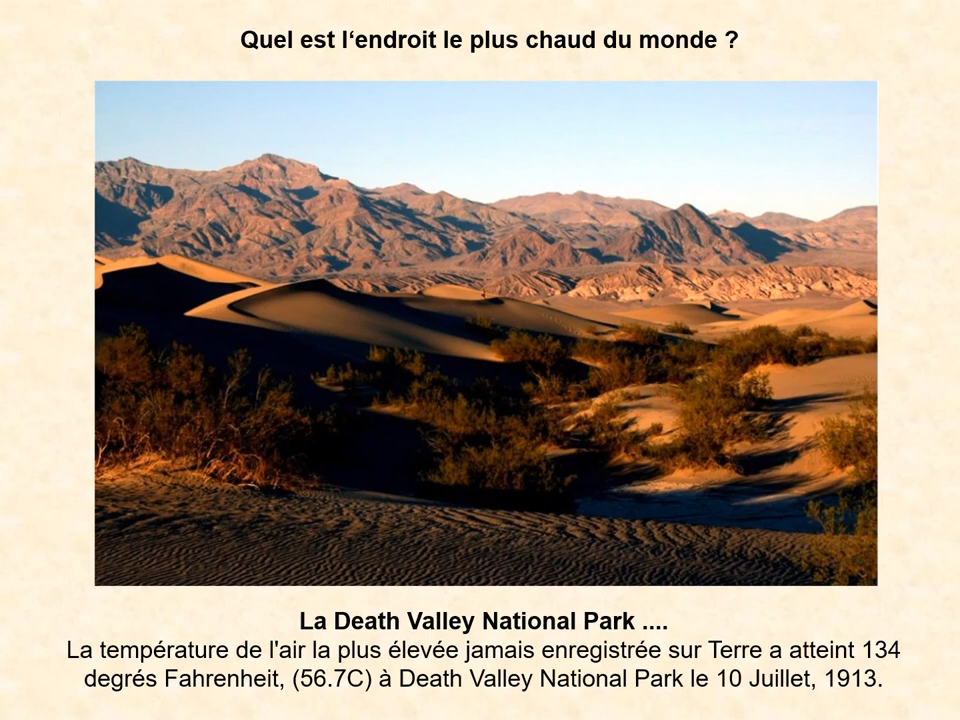 Quel est l‘endroit le plus chaud du monde ?
La Death Valley National Park ....
La température de l'air la plus élevée jamais enregistrée sur Terre a atteint 134
degrés Fahrenheit, (56.7C) à Death Valley National Park le 10 Juillet, 1913.